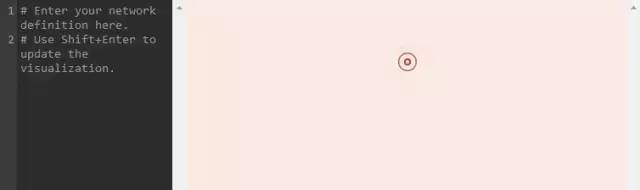 1 # Enter your network
definition here.
2 # Use Shift+Enter to
update the
visualization.